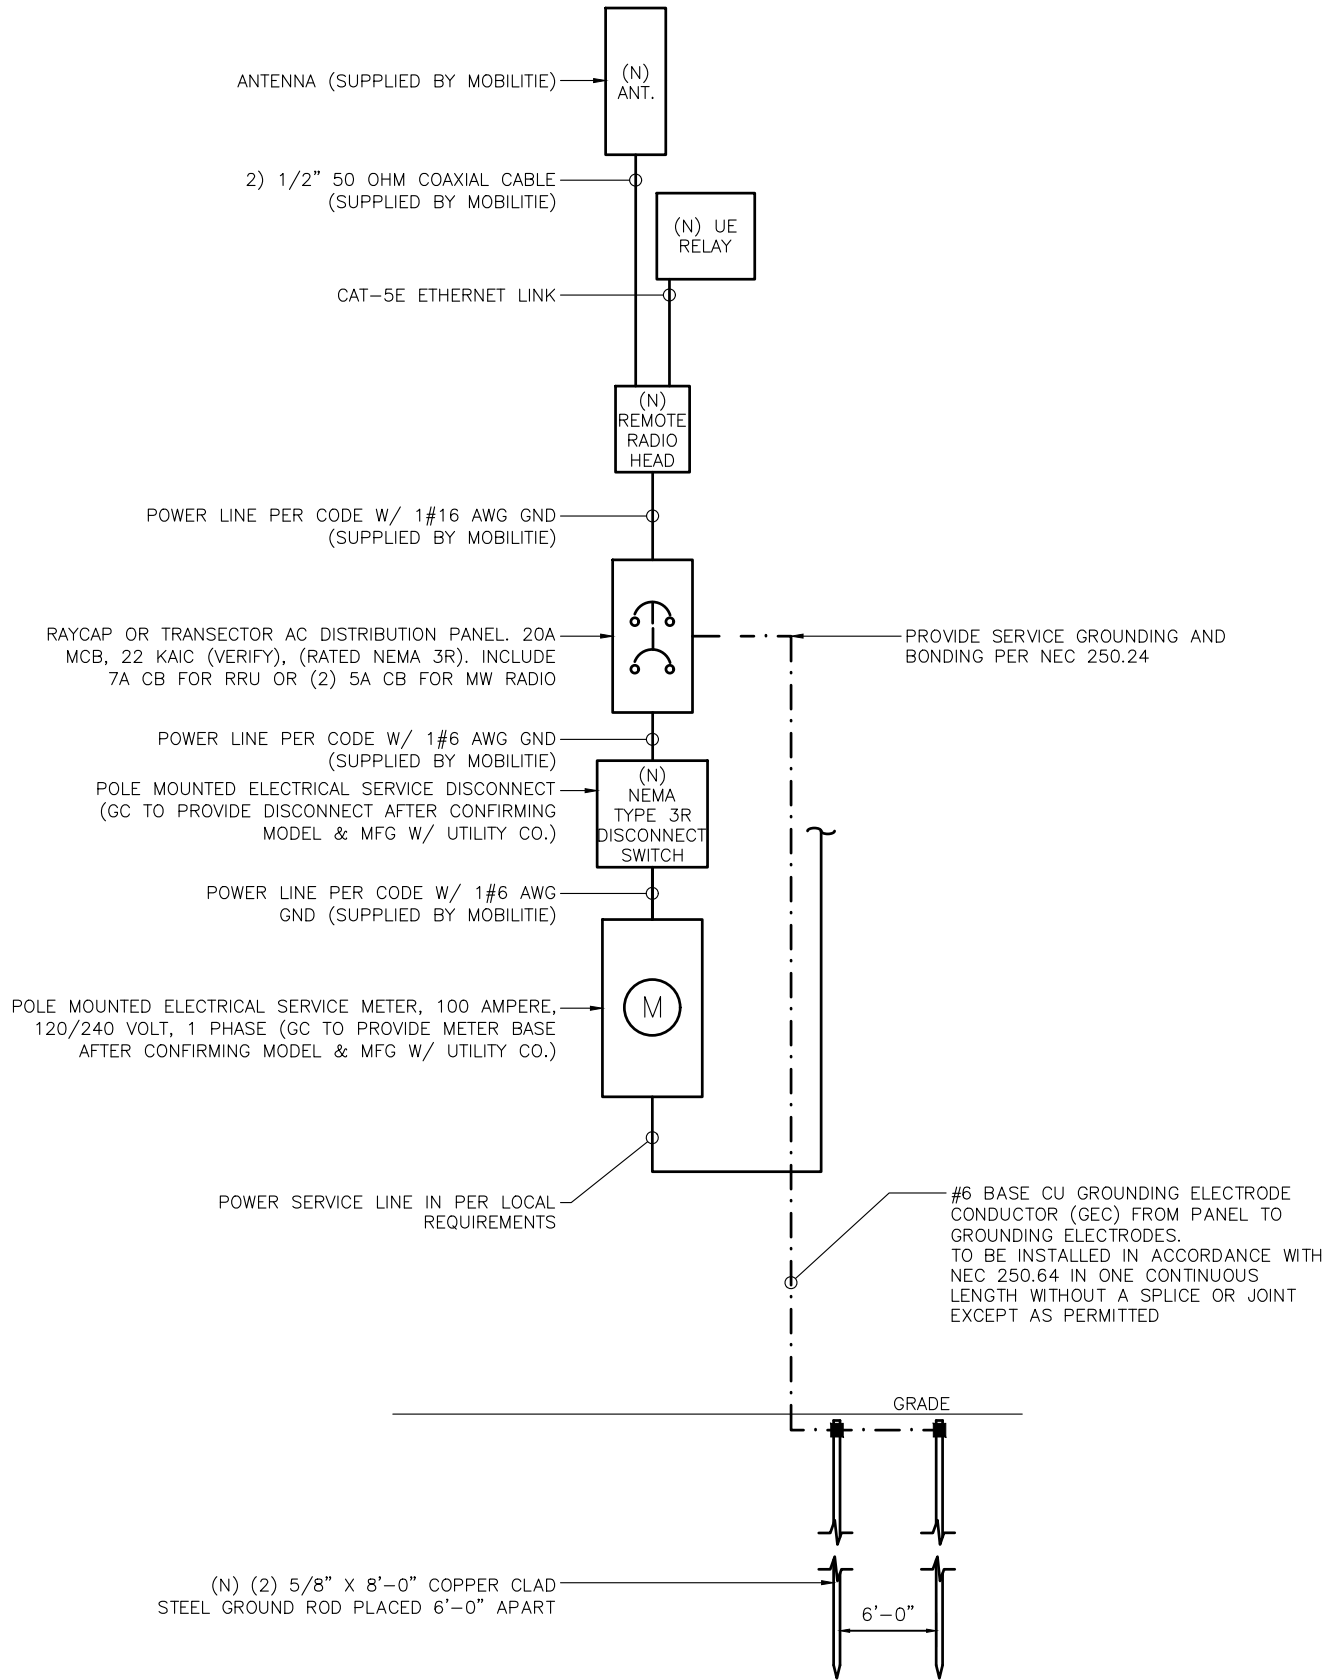 (N)
ANT.
ANTENNA (SUPPLIED BY MOBILITIE)
2) 1/2" 50 OHM COAXIAL CABLE
(SUPPLIED BY MOBILITIE)
(N) UE
RELAY
CAT-5E ETHERNET LINK
(N)
REMOTE
RADIO
HEAD
POWER LINE PER CODE W/ 1#16 AWG GND
(SUPPLIED BY MOBILITIE)
RAYCAP OR TRANSECTOR AC DISTRIBUTION PANEL. 20A
MCB, 22 KAIC (VERIFY), (RATED NEMA 3R). INCLUDE
7A CB FOR RRU OR (2) 5A CB FOR MW RADIO
PROVIDE SERVICE GROUNDING AND
BONDING PER NEC 250.24
POWER LINE PER CODE W/ 1#6 AWG GND
(SUPPLIED BY MOBILITIE)
POLE MOUNTED ELECTRICAL SERVICE DISCONNECT
(GC TO PROVIDE DISCONNECT AFTER CONFIRMING
MODEL & MFG W/ UTILITY CO.)
(N)
NEMA
TYPE 3R
DISCONNECT
SWITCH
POWER LINE PER CODE W/ 1#6 AWG
GND (SUPPLIED BY MOBILITIE)
M
POLE MOUNTED ELECTRICAL SERVICE METER, 100 AMPERE,
120/240 VOLT, 1 PHASE (GC TO PROVIDE METER BASE
AFTER CONFIRMING MODEL & MFG W/ UTILITY CO.)
POWER SERVICE LINE IN PER LOCAL
REQUIREMENTS
#6 BASE CU GROUNDING ELECTRODE
CONDUCTOR (GEC) FROM PANEL TO
GROUNDING ELECTRODES.
TO BE INSTALLED IN ACCORDANCE WITH
NEC 250.64 IN ONE CONTINUOUS
LENGTH WITHOUT A SPLICE OR JOINT
EXCEPT AS PERMITTED
GRADE
(N) (2) 5/8" X 8'-0" COPPER CLAD
STEEL GROUND ROD PLACED 6'-0" APART
6'-0"